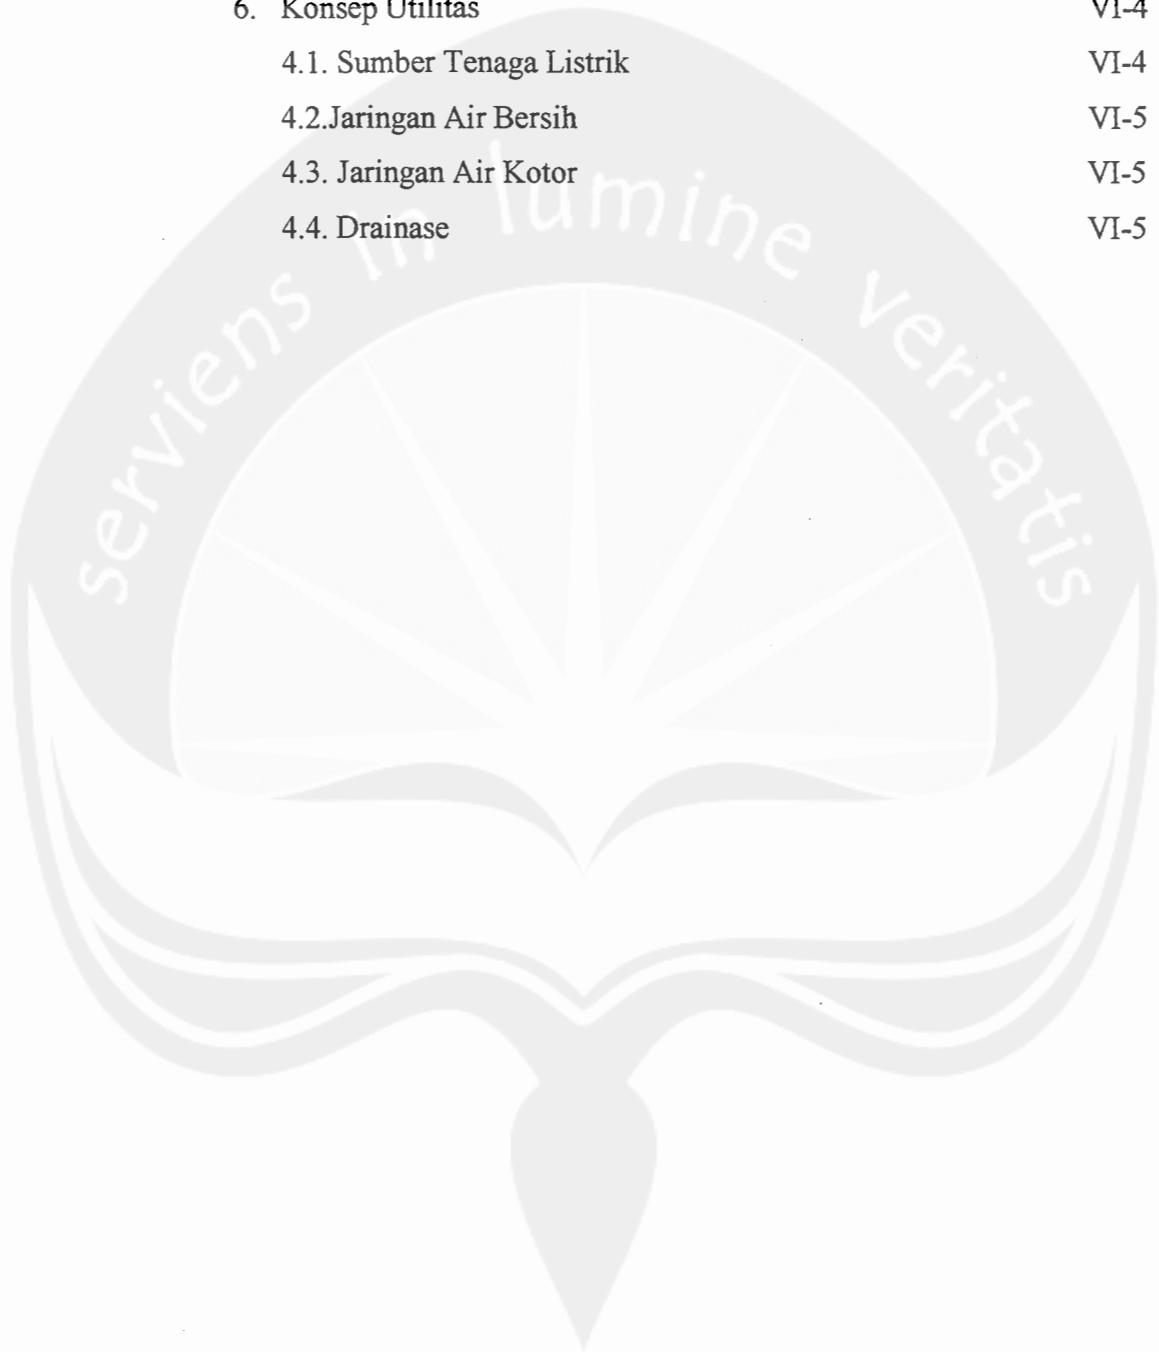 6. Konsep Utilitas VI-4
4.1. Sumber Tenaga Listrik VI-4
4.2.Jaringan Air Bersih VI-5
4.3. Jaringan Air Kotor VI-5
4.4. Drainase VI-5
serviens in lumine veritatis